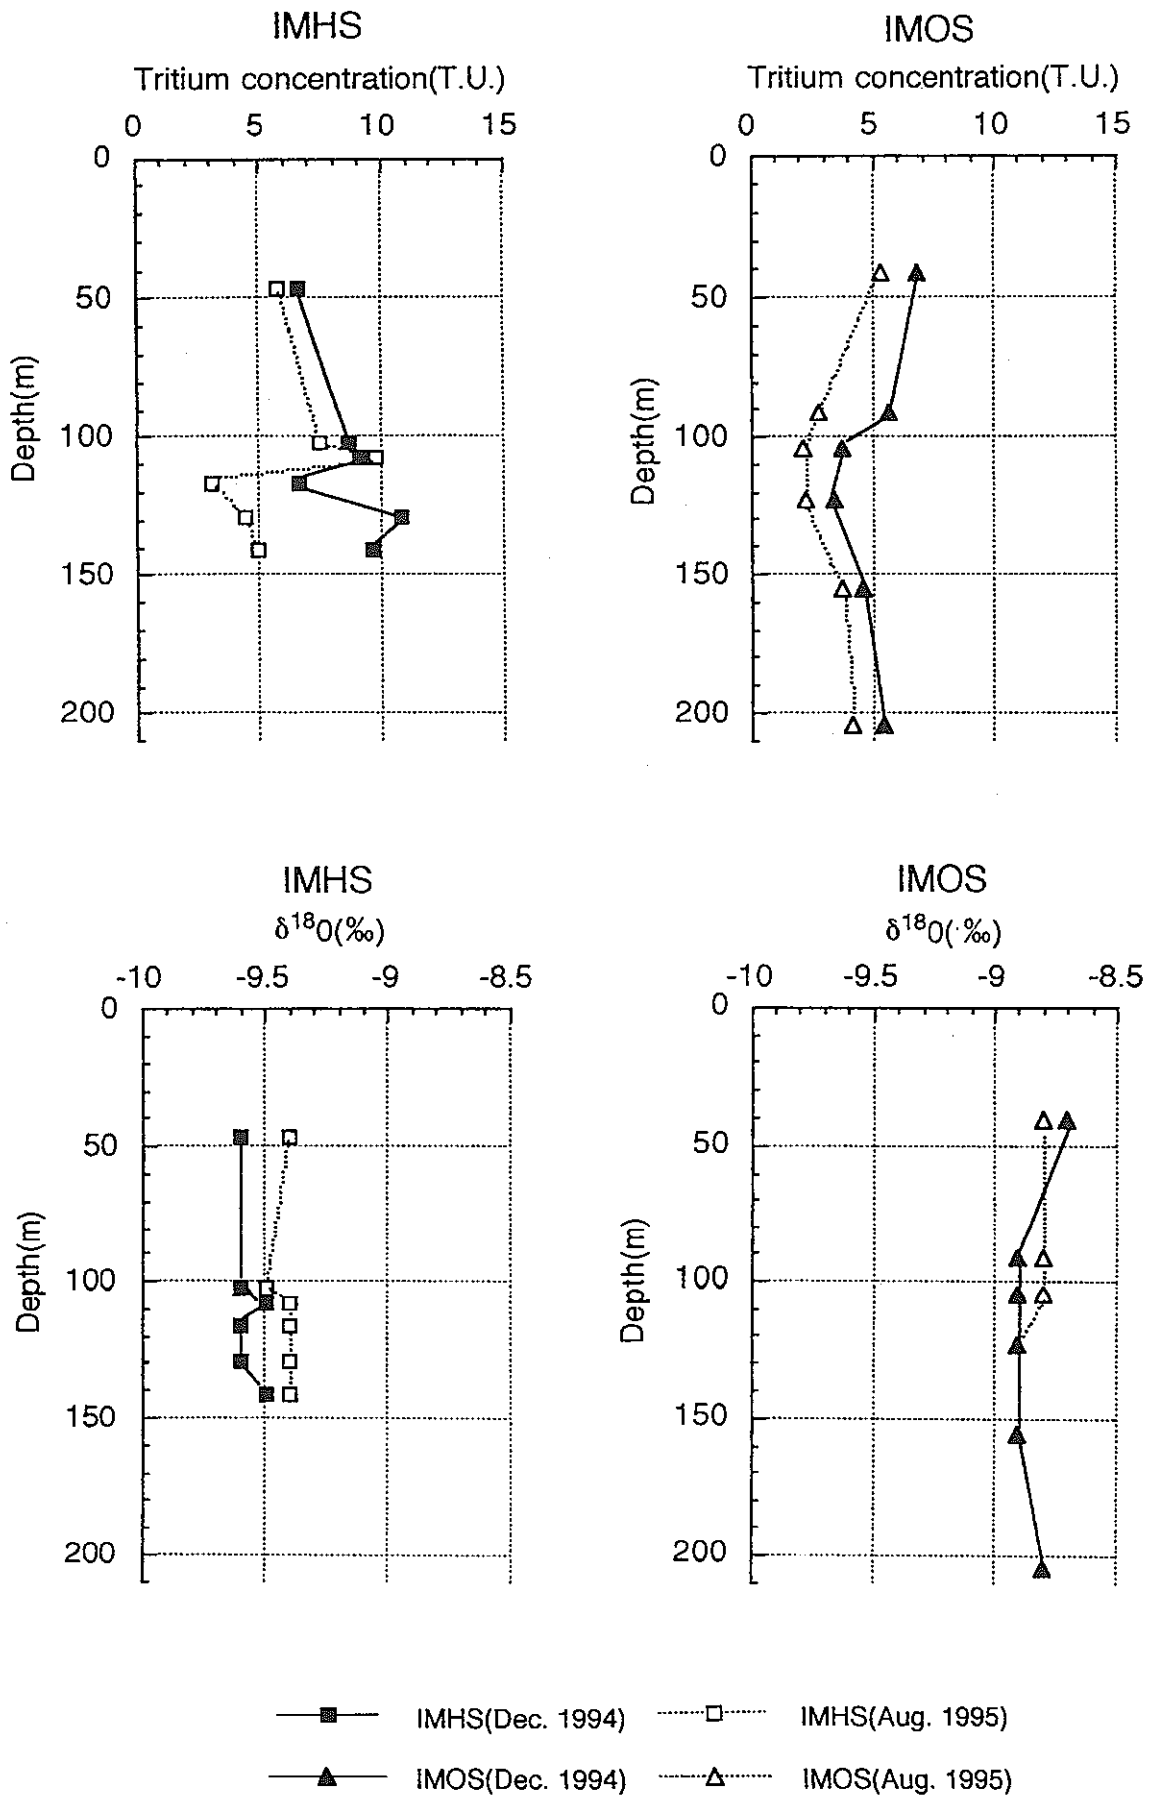 IMHS
Tritium concentration(T.U.)
0 5 10 15
0
50
100
150
200
Depth(m)
IMOS
Tritium concentration(T.U.)
0 5 10 15
0
50
100
150
200
Depth(m)
IMHS
δ¹⁸0(‰)
-10 -9.5 -9 -8.5
0
50
100
150
200
Depth(m)
IMOS
δ¹⁸0(‰)
-10 -9.5 -9 -8.5
0
50
100
150
200
Depth(m)
IMHS(Dec. 1994) IMHS(Aug. 1995)
IMOS(Dec. 1994) IMOS(Aug. 1995)